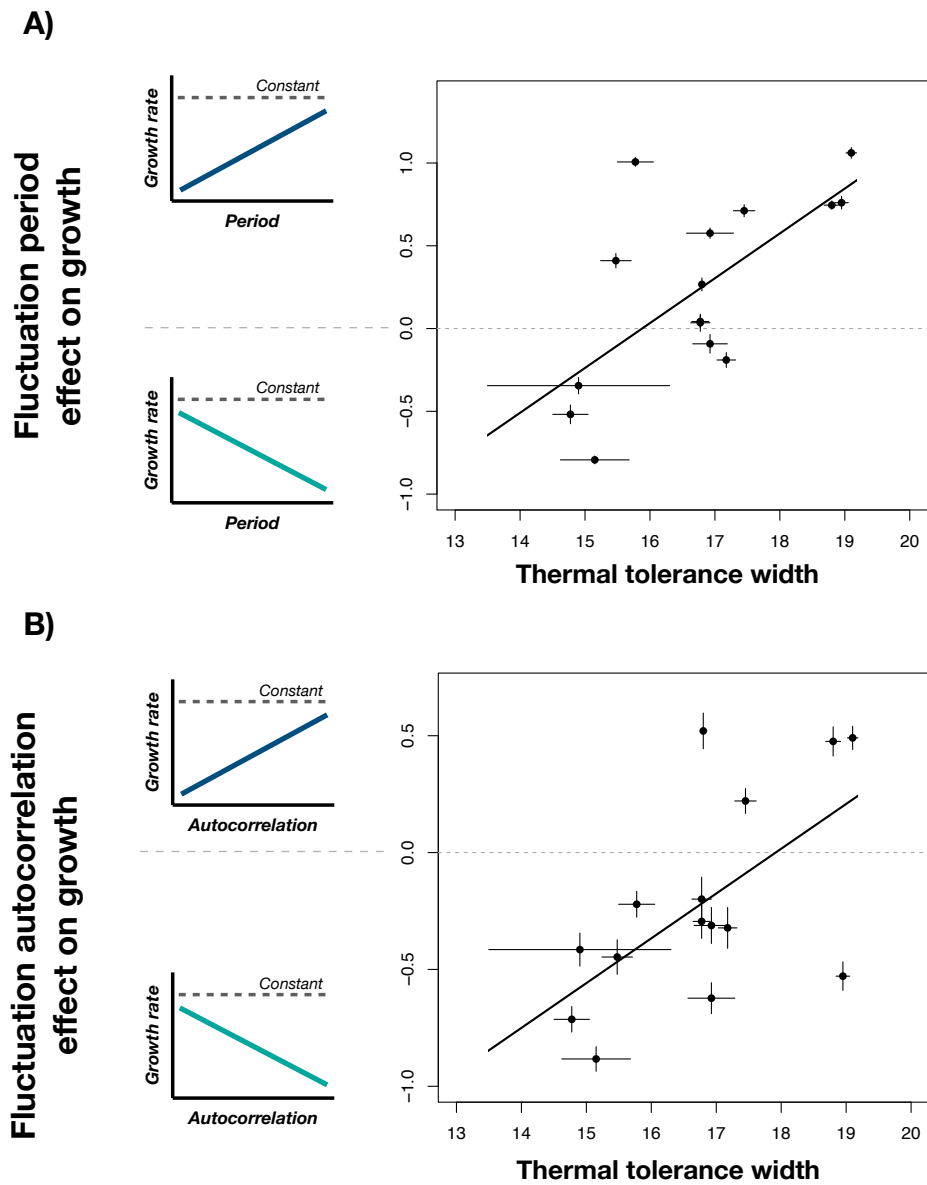 A)
Fluctuation period
effect on growth
Growth rate
Constant
Period
Growth rate
Constant
Period
1.0
0.5
0.0
−0.5
−1.0
13 14 15 16 17 18 19 20
Thermal tolerance width
B)
Fluctuation autocorrelation
effect on growth
Growth rate
Constant
Autocorrelation
Growth rate
Constant
Autocorrelation
0.5
0.0
−0.5
−1.0
13 14 15 16 17 18 19 20
Thermal tolerance width